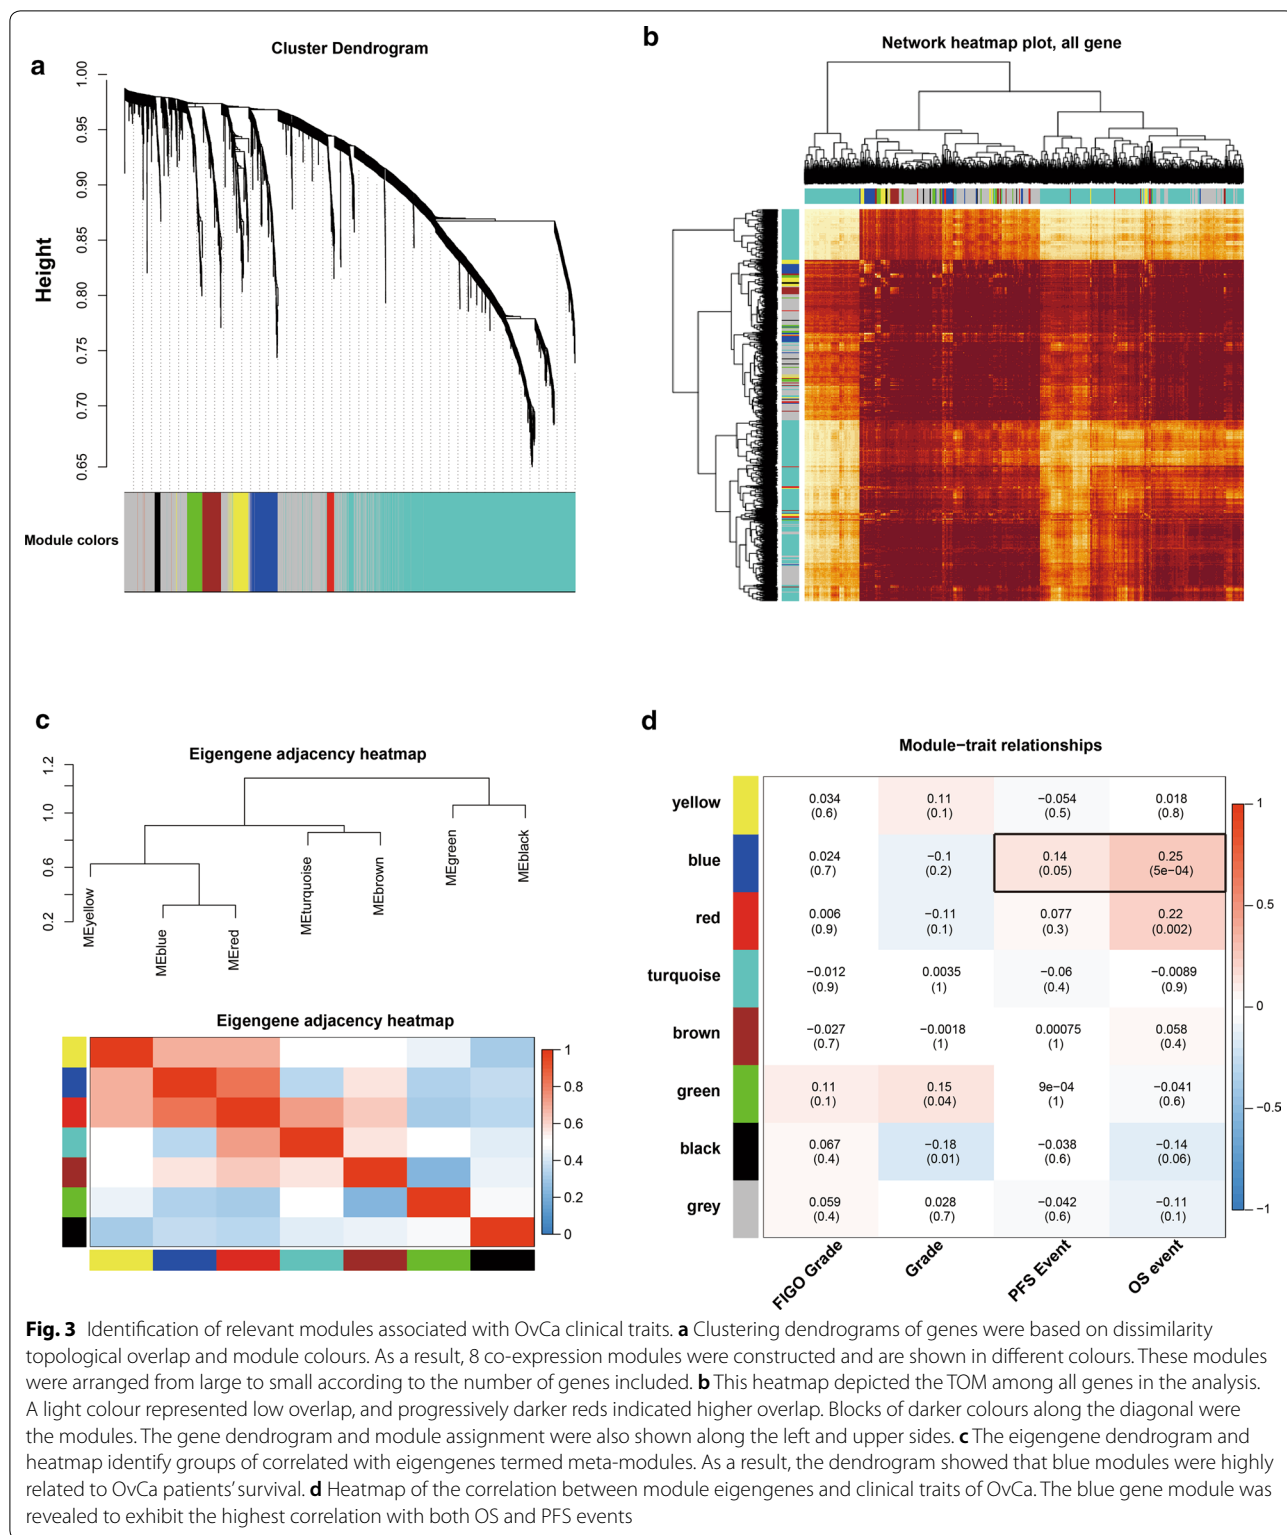 a
Cluster Dendrogram
Height
1.00
0.95
0.90
0.85
0.80
0.75
0.70
0.65
Module colors
b
Network heatmap plot, all gene
c
Eigengene adjacency heatmap
1.2
1.0
0.6
0.2
MEyellow
MEblue
MEred
MEturquoise
MEbrown
MEgreen
MEblack
Eigengene adjacency heatmap
1
0.8
0.6
0.4
0.2
0
d
Module−trait relationships
yellow
0.034 0.11 −0.054 0.018
(0.6) (0.1) (0.5) (0.8)
blue
0.024 −0.1 0.14 0.25
(0.7) (0.2) (0.05) (5e−04)
red
0.006 −0.11 0.077 0.22
(0.9) (0.1) (0.3) (0.002)
turquoise
−0.012 0.0035 −0.06 −0.0089
(0.9) (1) (0.4) (0.9)
brown
−0.027 −0.0018 0.00075 0.058
(0.7) (1) (1) (0.4)
green
0.11 0.15 9e−04 −0.041
(0.1) (0.04) (1) (0.6)
black
0.067 −0.18 −0.038 −0.14
(0.4) (0.01) (0.6) (0.06)
grey
0.059 0.028 −0.042 −0.11
(0.4) (0.7) (0.6) (0.1)
FIGO Grade
Grade
PFS Event
OS event
1
0.5
0
−0.5
−1
Fig. 3 Identification of relevant modules associated with OvCa clinical traits. a Clustering dendrograms of genes were based on dissimilarity
topological overlap and module colours. As a result, 8 co-expression modules were constructed and are shown in different colours. These modules
were arranged from large to small according to the number of genes included. b This heatmap depicted the TOM among all genes in the analysis.
A light colour represented low overlap, and progressively darker reds indicated higher overlap. Blocks of darker colours along the diagonal were
the modules. The gene dendrogram and module assignment were also shown along the left and upper sides. c The eigengene dendrogram and
heatmap identify groups of correlated with eigengenes termed meta-modules. As a result, the dendrogram showed that blue modules were highly
related to OvCa patients' survival. d Heatmap of the correlation between module eigengenes and clinical traits of OvCa. The blue gene module was
revealed to exhibit the highest correlation with both OS and PFS events